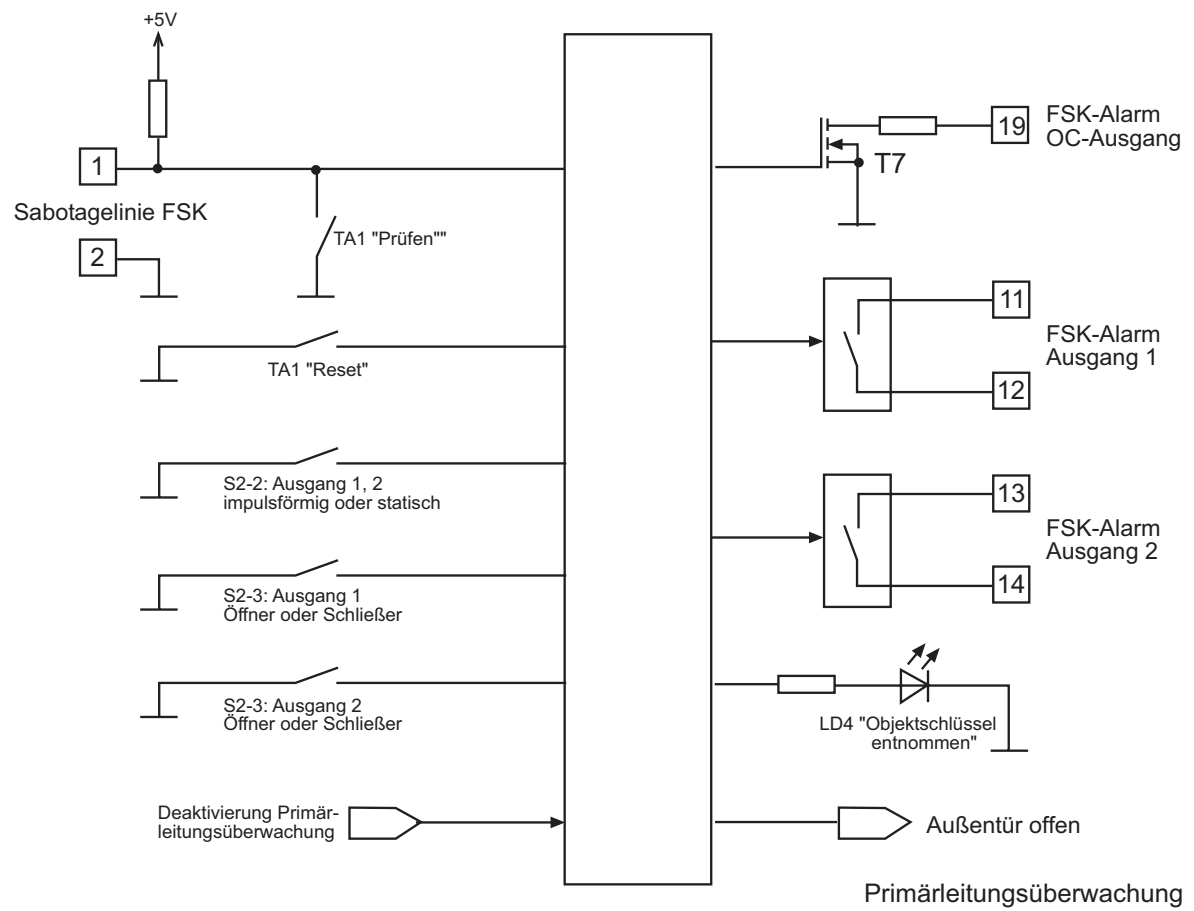 +5V
1
Sabotagelinie FSK
2
TA1 "Prüfen""
TA1 "Reset"
S2-2: Ausgang 1, 2
impulsförmig oder statisch
S2-3: Ausgang 1
Öffner oder Schließer
S2-3: Ausgang 2
Öffner oder Schließer
Deaktivierung Primär-
leitungsüberwachung
19
FSK-Alarm
OC-Ausgang
T7
11
FSK-Alarm
Ausgang 1
12
13
FSK-Alarm
Ausgang 2
14
LD4 "Objektschlüssel
entnommen"
Außentür offen
Primärleitungsüberwachung